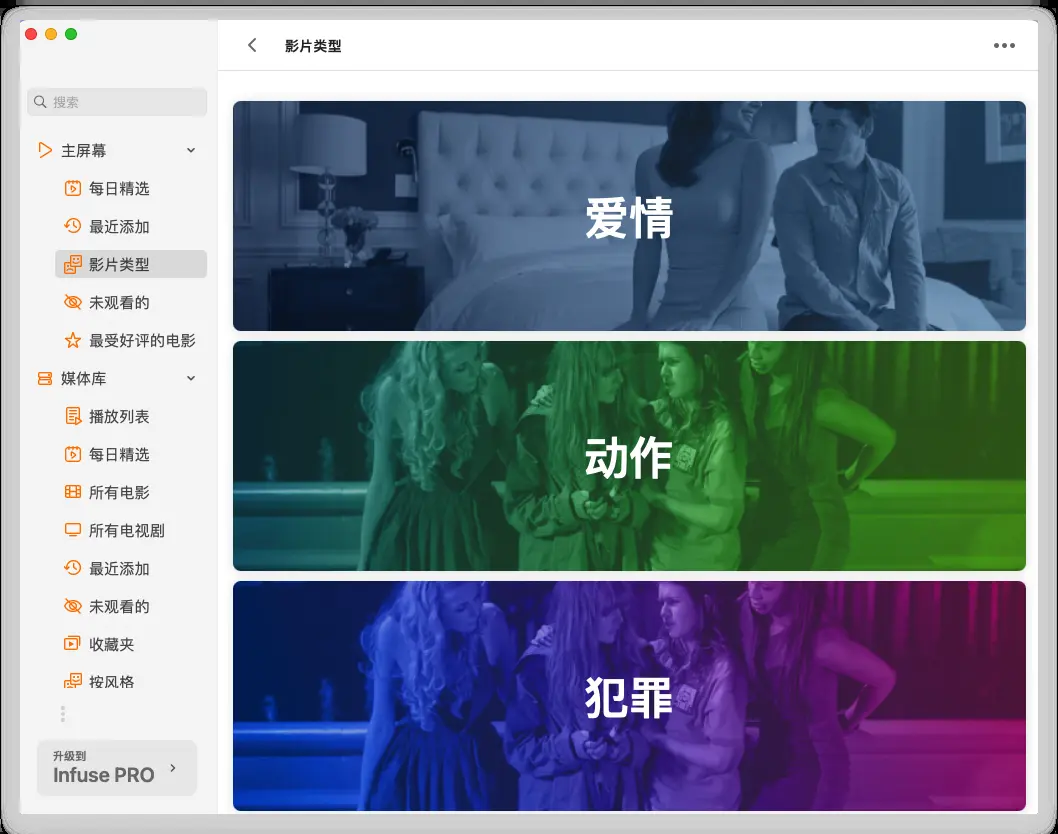 影片类型
搜索
主屏幕
每日精选
最近添加
影片类型
未观看的
最受好评的电影
媒体库
播放列表
每日精选
所有电影
所有电视剧
最近添加
未观看的
收藏夹
按风格
升级到
Infuse PRO
爱情
动作
犯罪